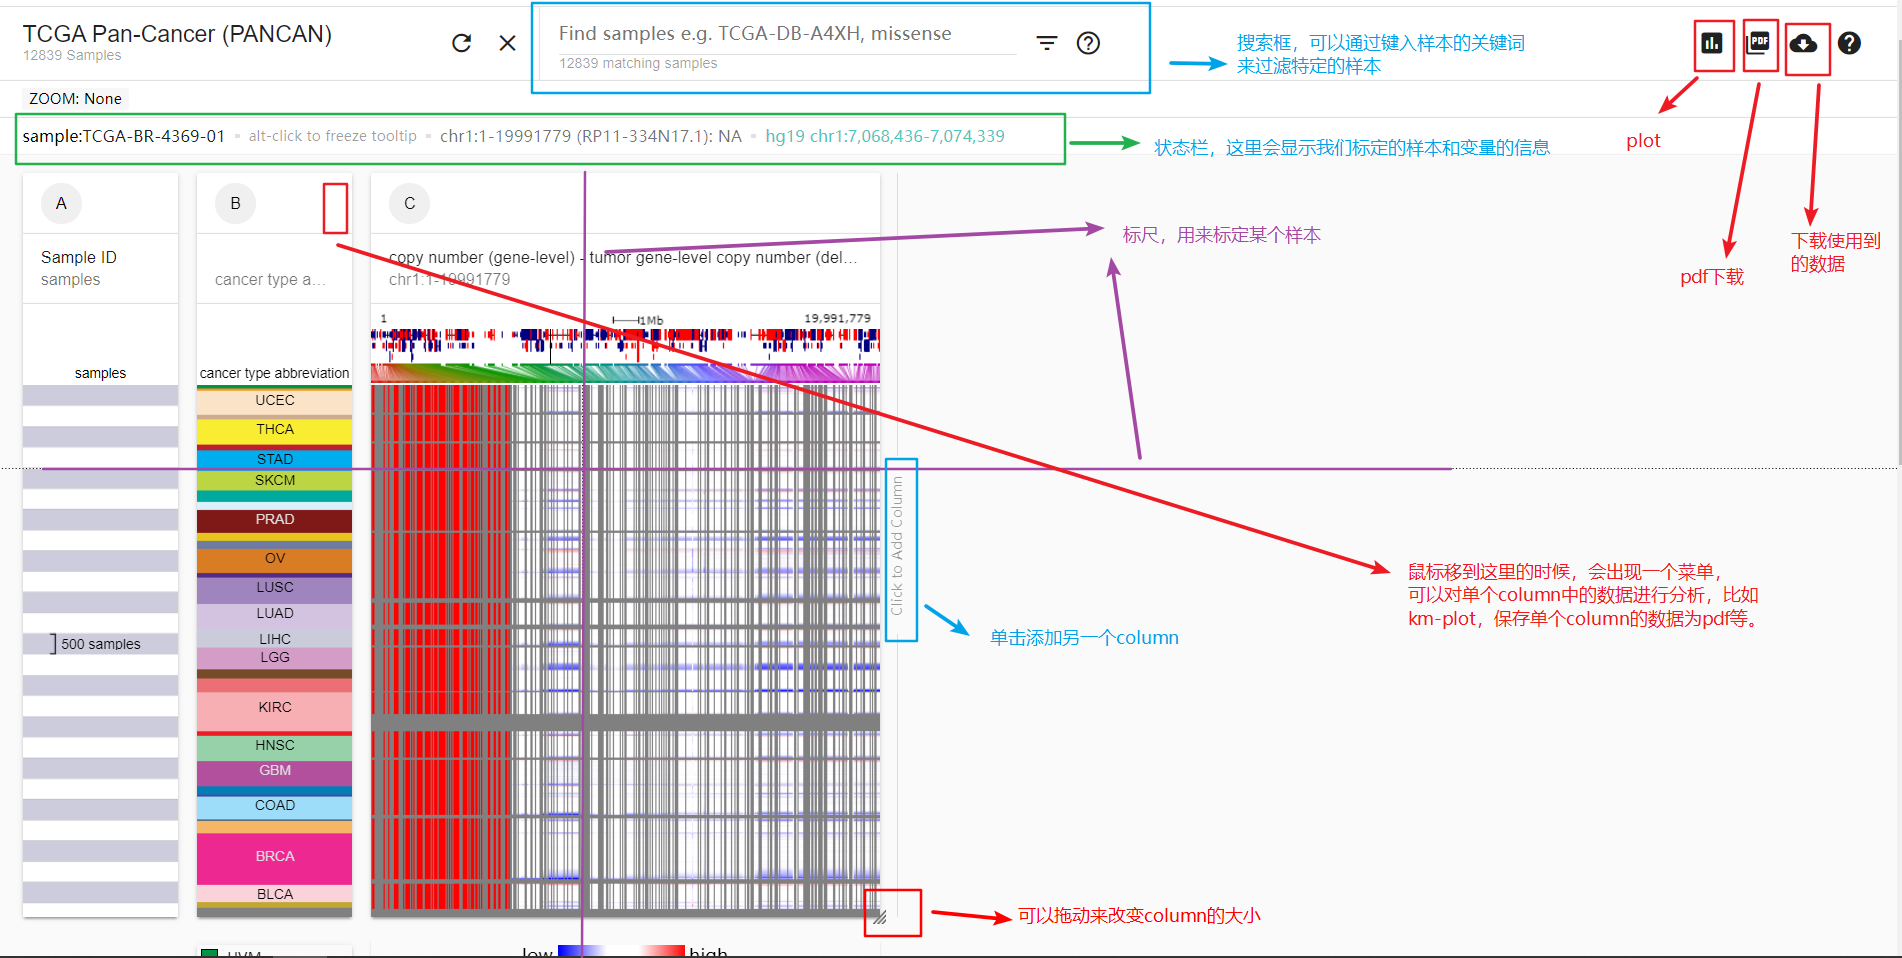 TCGA Pan-Cancer (PANCAN)
12839 Samples
Find samples e.g. TCGA-DB-A4XH, missense
12839 matching samples
搜索框，可以通过键入样本的关键词
来过滤特定的样本
PDF
ZOOM: None
sample:TCGA-BR-4369-01 alt-click to freeze tooltip chr1:1-19991779 (RP11-334N17.1): NA hg19 chr1:7,068,436-7,074,339
状态栏，这里会显示我们标定的样本和变量的信息
plot
pdf下载
下载使用到
的数据
A
Sample ID
samples
samples
500 samples
B
cancer type a...
cancer type abbreviation
UCEC
THCA
STAD
SKCM
PRAD
OV
LUSC
LUAD
LIHC
LGG
KIRC
HNSC
GBM
COAD
BRCA
BLCA
UVM
C
copy number (gene-level) - tumor gene-level copy number (del...
chr1:1-19991779
1
1Mb
19,991,779
low
high
标尺，用来标定某个样本
Click to Add Column
单击添加另一个column
鼠标移到这里的时候，会出现一个菜单，
可以对单个column中的数据进行分析，比如
km-plot，保存单个column的数据为pdf等。
可以拖动来改变column的大小